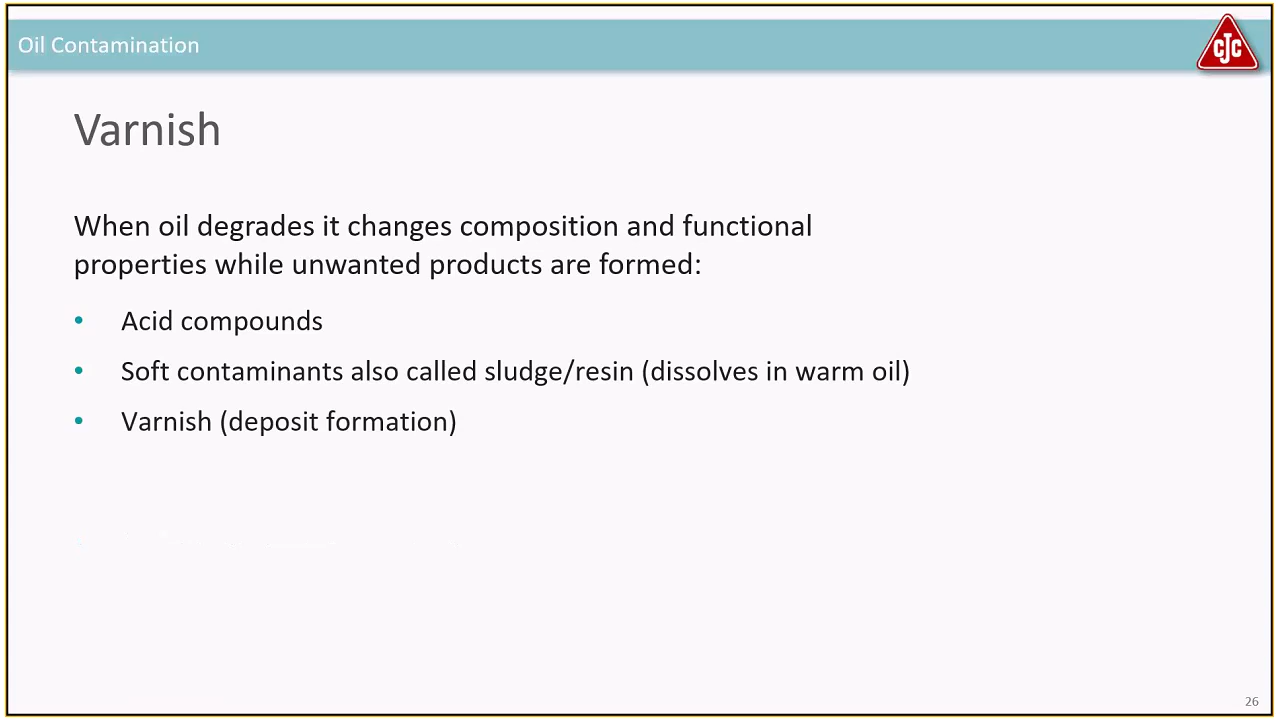 Oil Contamination
CJC
Varnish
When oil degrades it changes composition and functional
properties while unwanted products are formed:
• Acid compounds
• Soft contaminants also called sludge/resin (dissolves in warm oil)
• Varnish (deposit formation)
26